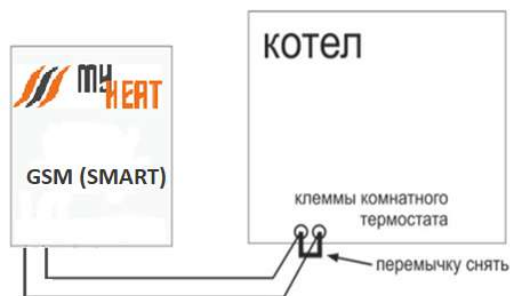 MY
HEAT
GSM (SMART)
котел
клеммы комнатного
термостата
перемычку снять